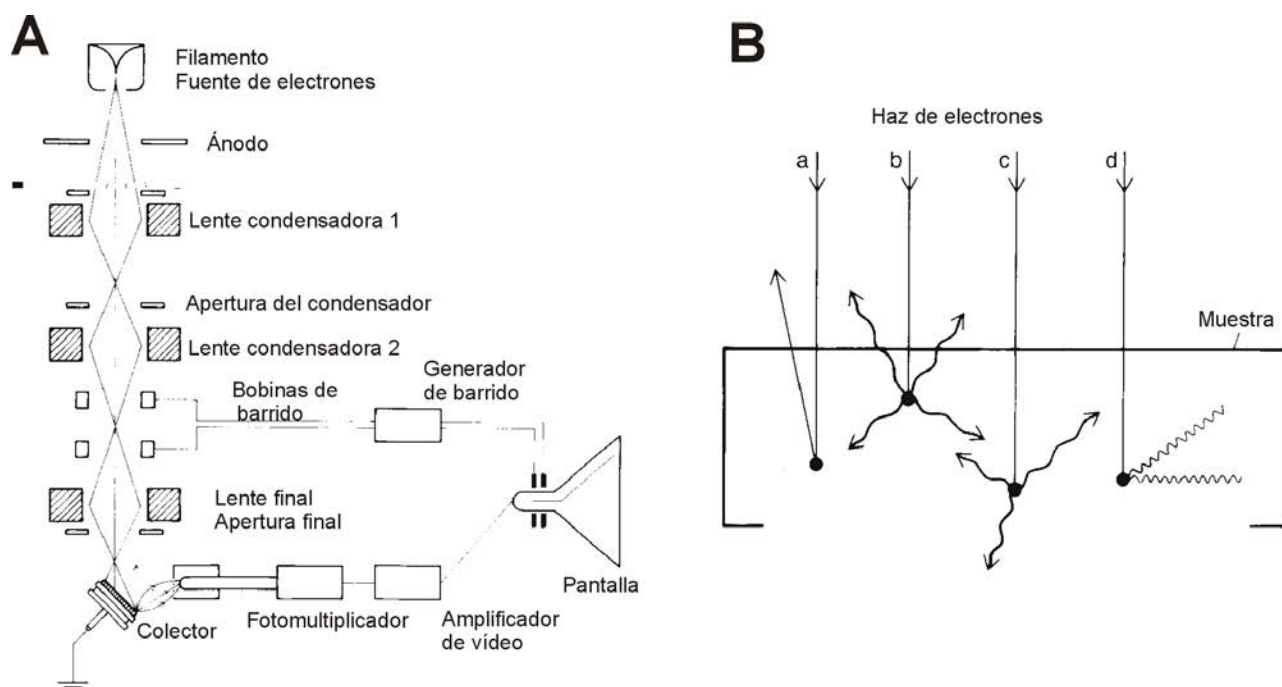 A
Filamento
Fuente de electrones
Ánodo
Lente condensadora 1
Apertura del condensador
Lente condensadora 2
Bobinas de
barrido
Generador
de barrido
Lente final
Apertura final
Pantalla
Colector
Fotomultiplicador
Amplificador
de vídeo
B
Haz de electrones
a
b
c
d
Muestra